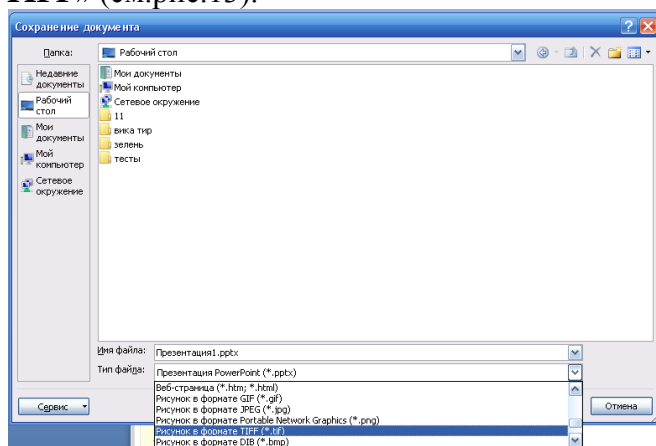 (см.рис.13).
Сохранение документа
Папка:
Рабочий стол
Недавние документы
Рабочий стол
Мои документы
Мой компьютер
Сетевое окружение
Мои документы
Мой компьютер
Сетевое окружение
11
вика тир
зелень
тесты
Имя файла:
Презентация1.pptx
Тип файла:
Презентация PowerPoint (*.pptx)
Веб-страница (*.htm; *.html)
Рисунок в формате GIF (*.gif)
Рисунок в формате JPEG (*.jpg)
Рисунок в формате Portable Network Graphics (*.png)
Рисунок в формате TIFF (*.tif)
Рисунок в формате DIB (*.bmp)
Сервис
Отмена